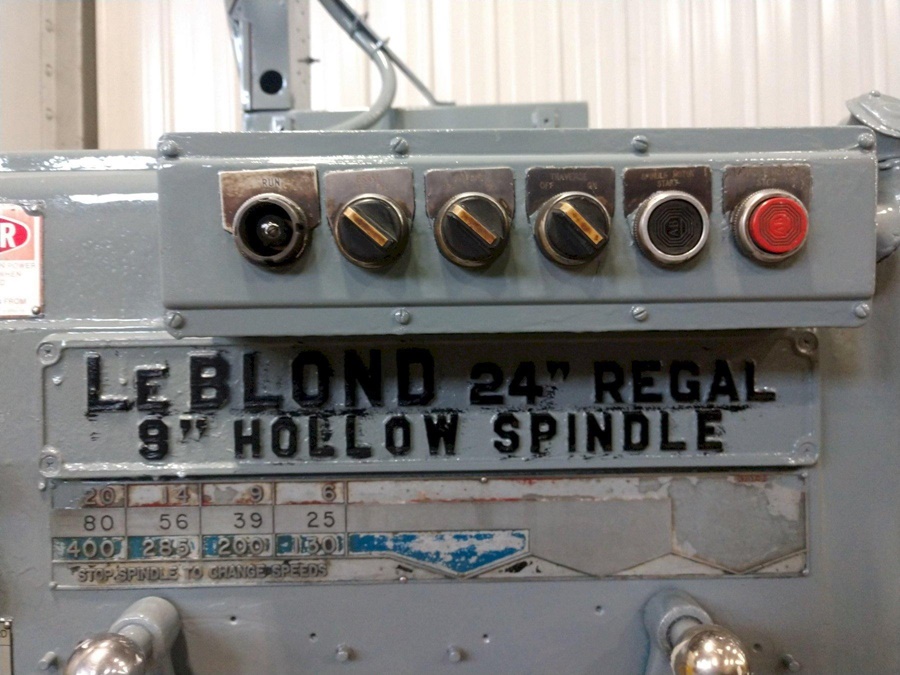 RUN
TRAVERSE
OFF ON
START
R
LEBLOND 24" REGAL
9" HOLLOW SPINDLE
20 14 9 6
80 56 39 25
400 285 200 130
STOP SPINDLE TO CHANGE SPEEDS